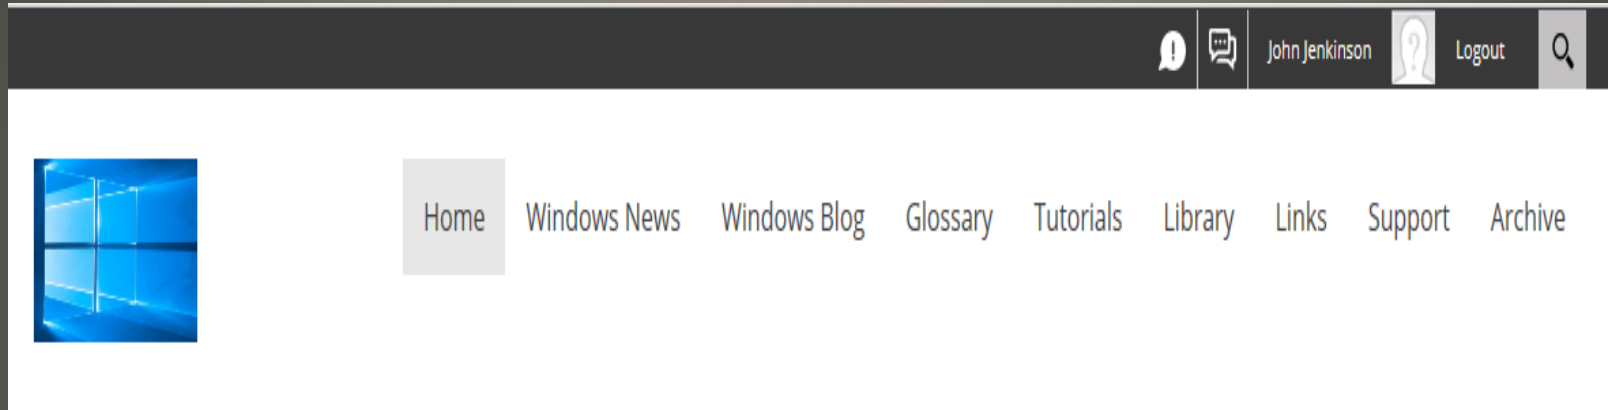 John Jenkinson Logout
Home Windows News Windows Blog Glossary Tutorials Library Links Support Archive